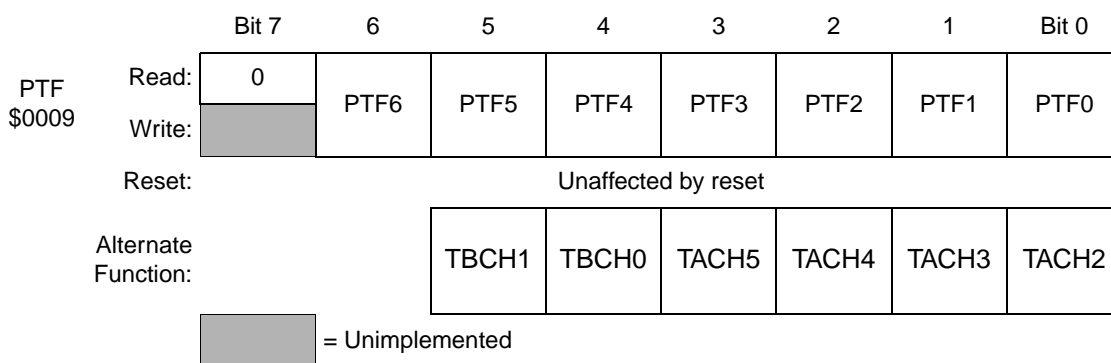 Bit 7 6 5 4 3 2 1 Bit 0
PTF
$0009
Read: 0 PTF6 PTF5 PTF4 PTF3 PTF2 PTF1 PTF0
Write:
Reset: Unaffected by reset
Alternate
Function:
TBCH1 TBCH0 TACH5 TACH4 TACH3 TACH2
= Unimplemented